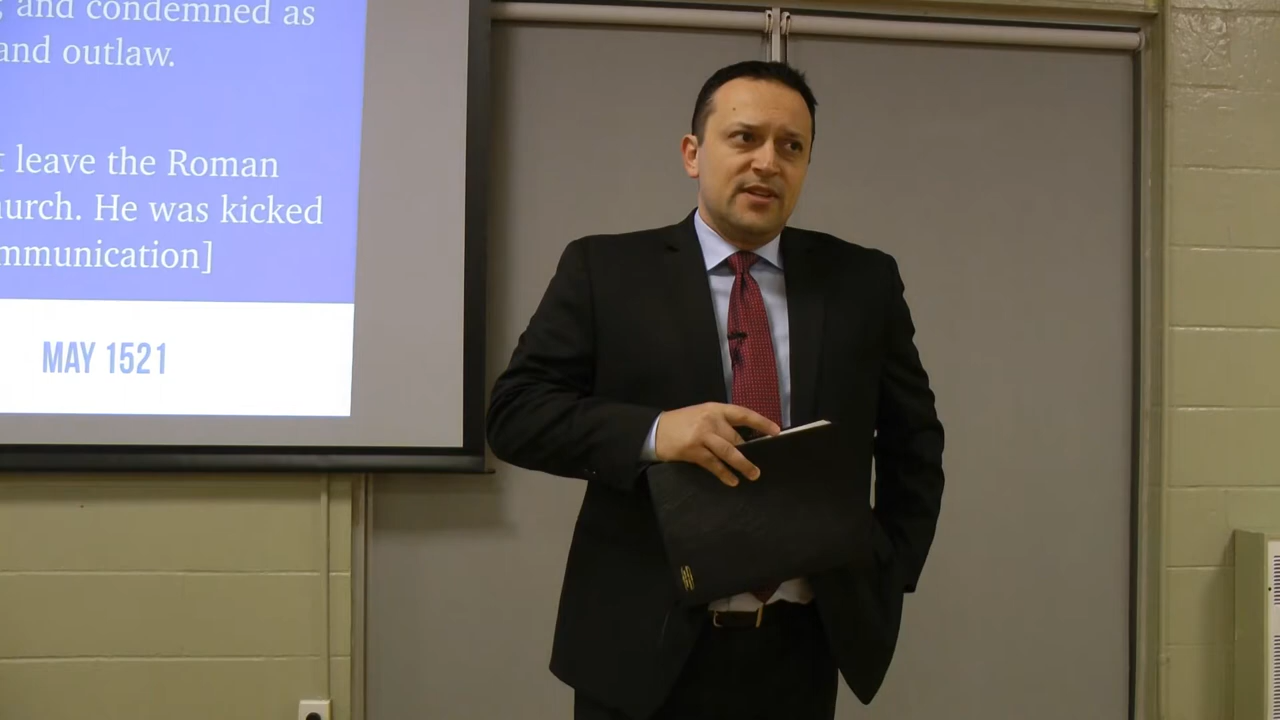 and condemned as
and outlaw.
leave the Roman
urch. He was kicked
mmunication]
MAY 1521